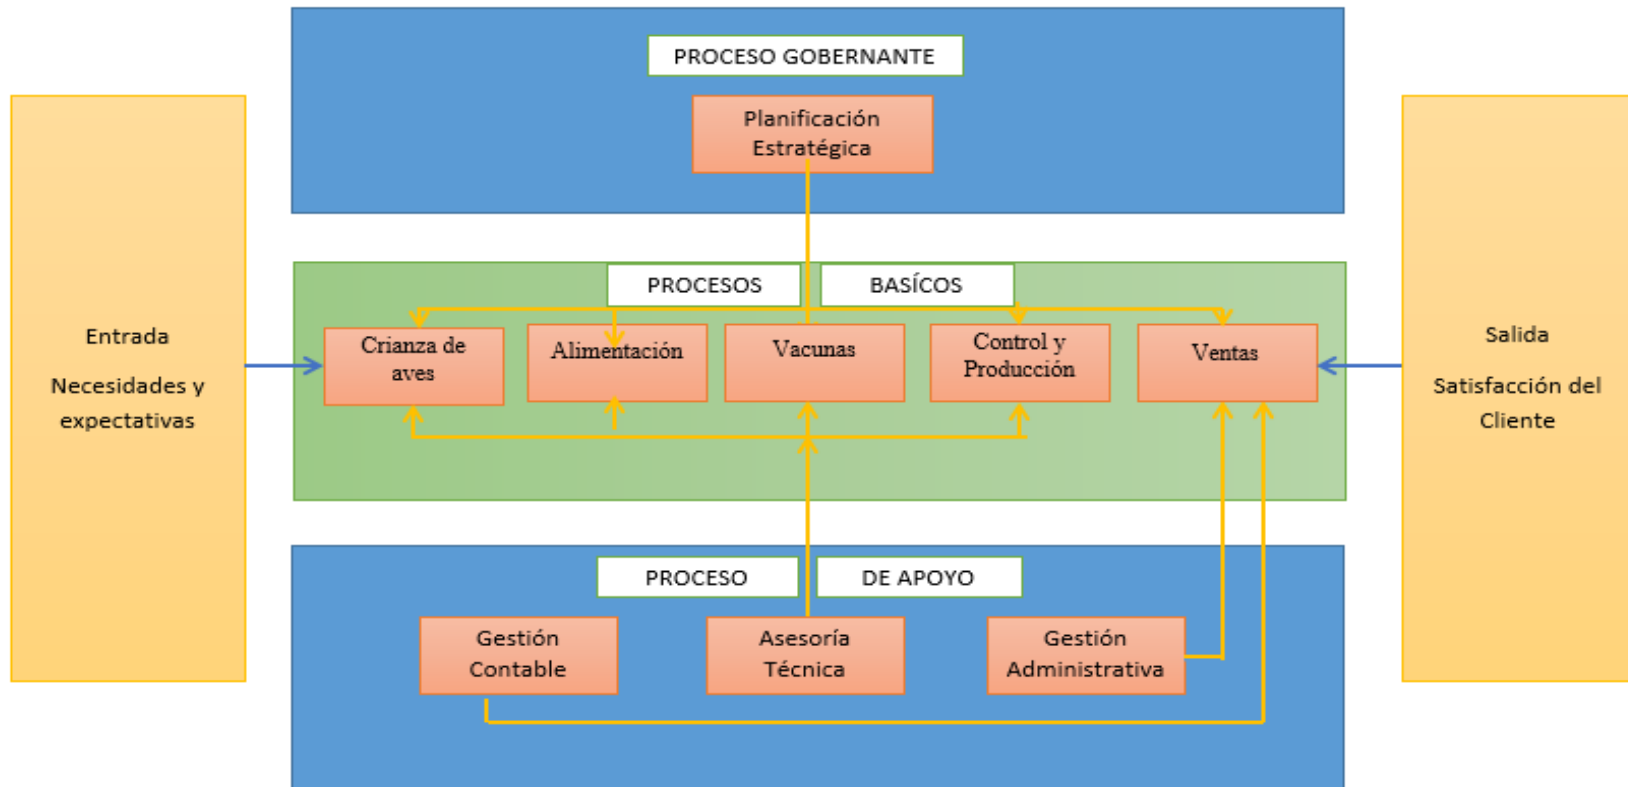 PROCESO GOBERNANTE
Planificación
Estratégica
PROCESOS
BASÍCOS
Entrada
Necesidades y
expectativas
Crianza de
aves
Alimentación
Vacunas
Control y
Producción
Ventas
Salida
Satisfacción del
Cliente
PROCESO
DE APOYO
Gestión
Contable
Asesoría
Técnica
Gestión
Administrativa